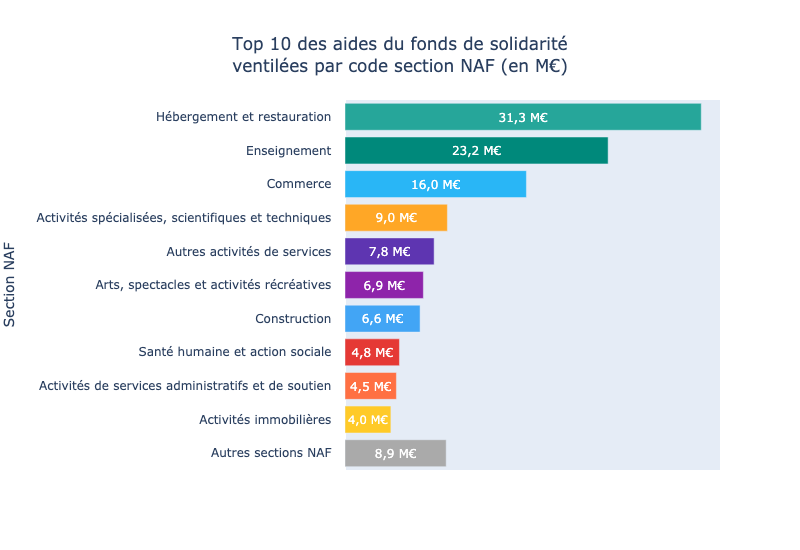 Top 10 des aides du fonds de solidarité
ventilées par code section NAF (en M€)
Section NAF
Hébergement et restauration 31,3 M€
Enseignement 23,2 M€
Commerce 16,0 M€
Activités spécialisées, scientifiques et techniques 9,0 M€
Autres activités de services 7,8 M€
Arts, spectacles et activités récréatives 6,9 M€
Construction 6,6 M€
Santé humaine et action sociale 4,8 M€
Activités de services administratifs et de soutien 4,5 M€
Activités immobilières 4,0 M€
Autres sections NAF 8,9 M€